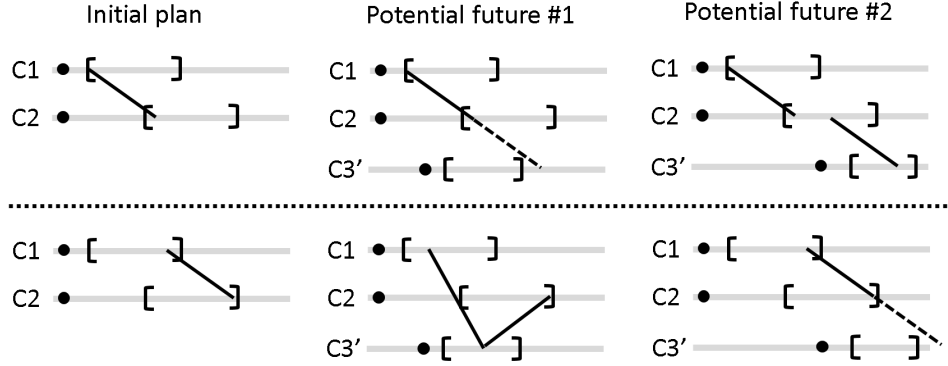 Initial plan
Potential future #1
Potential future #2
C1
C2
C1
C2
C3′
C1
C2
C3′
C1
C2
C1
C2
C3′
C1
C2
C3′